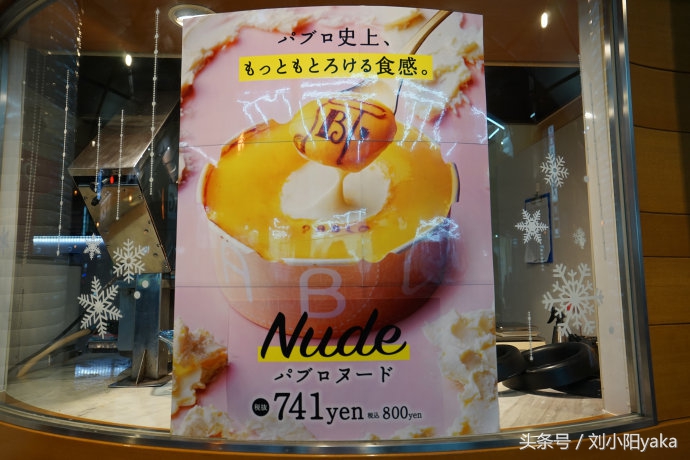 パブロ史上、
もっともとろける食感。
PABLO
B
Nude
パブロヌード
税抜 741yen 税込 800yen
头条号 / 刘小阳yaka